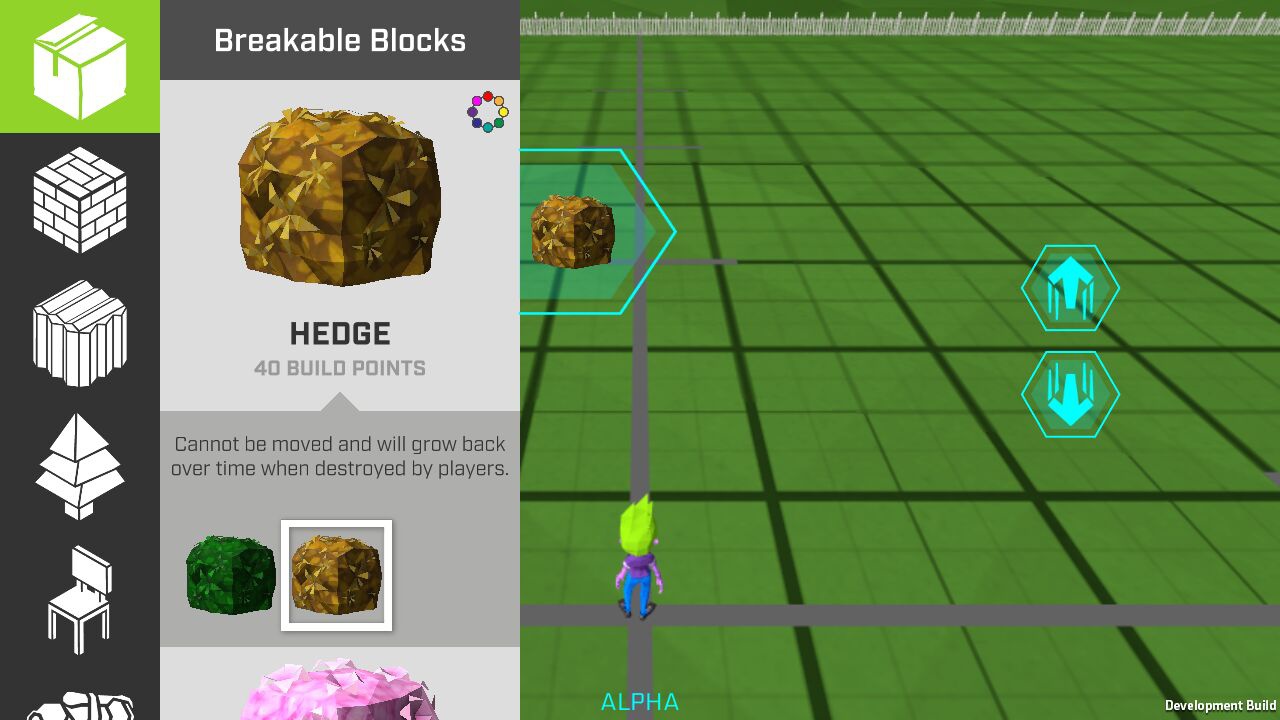 Breakable Blocks
HEDGE
40 BUILD POINTS
Cannot be moved and will grow back
over time when destroyed by players.
ALPHA
Development Build